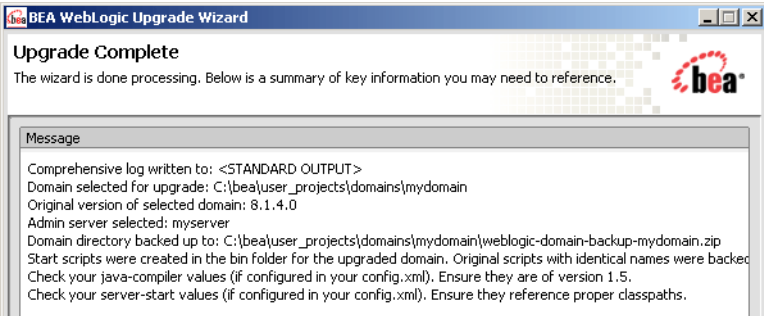 BEA WebLogic Upgrade Wizard
Upgrade Complete
The wizard is done processing. Below is a summary of key information you may need to reference.
bea
Message
Comprehensive log written to: <STANDARD OUTPUT>
Domain selected for upgrade: C:\bea\user_projects\domains\mydomain
Original version of selected domain: 8.1.4.0
Admin server selected: myserver
Domain directory backed up to: C:\bea\user_projects\domains\mydomain\weblogic-domain-backup-mydomain.zip
Start scripts were created in the bin folder for the upgraded domain. Original scripts with identical names were backed
Check your java-compiler values (if configured in your config.xml). Ensure they are of version 1.5.
Check your server-start values (if configured in your config.xml). Ensure they reference proper classpaths.